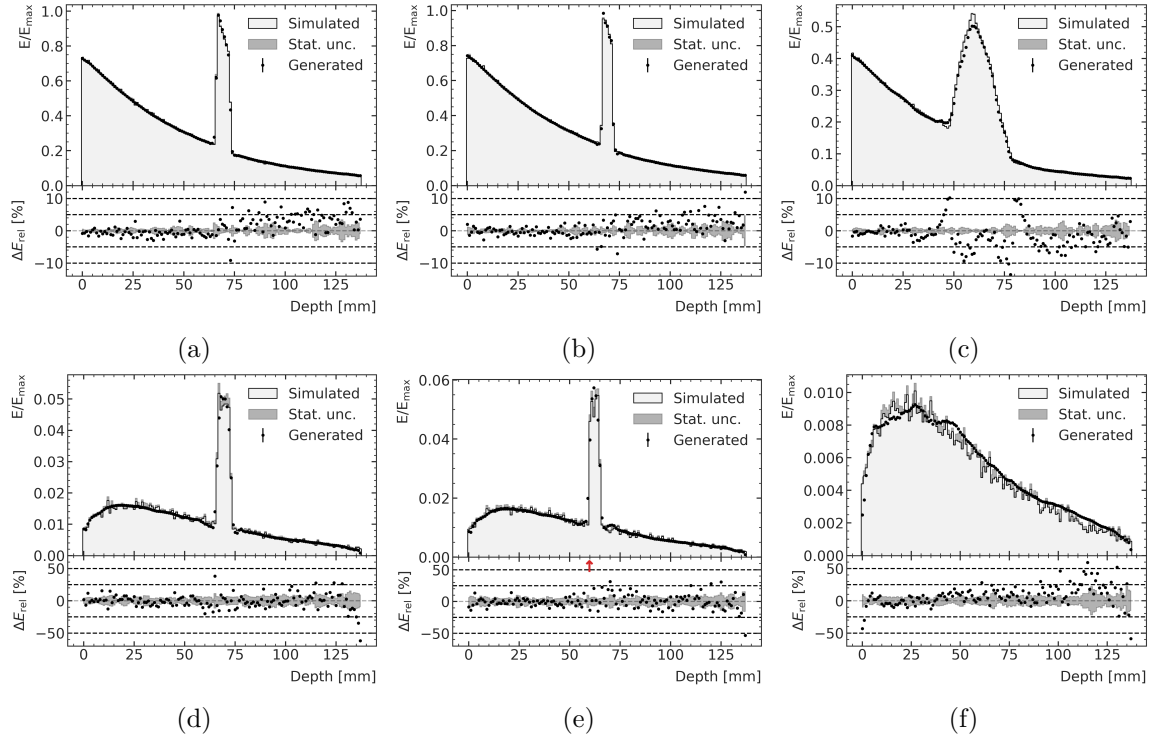 E/E_max
1.0
0.8
0.6
0.4
0.2
0.0
Simulated
Stat. unc.
Generated
ΔE_rel [%]
10
0
−10
0 25 50 75 100 125
Depth [mm]
(a)
E/E_max
1.0
0.8
0.6
0.4
0.2
0.0
Simulated
Stat. unc.
Generated
ΔE_rel [%]
10
0
−10
0 25 50 75 100 125
Depth [mm]
(b)
E/E_max
0.5
0.4
0.3
0.2
0.1
0.0
Simulated
Stat. unc.
Generated
ΔE_rel [%]
10
0
−10
0 25 50 75 100 125
Depth [mm]
(c)
E/E_max
0.05
0.04
0.03
0.02
0.01
0.00
Simulated
Stat. unc.
Generated
ΔE_rel [%]
50
0
−50
0 25 50 75 100 125
Depth [mm]
(d)
E/E_max
0.06
0.04
0.02
0.00
Simulated
Stat. unc.
Generated
ΔE_rel [%]
50
0
−50
0 25 50 75 100 125
Depth [mm]
(e)
E/E_max
0.010
0.008
0.006
0.004
0.002
0.000
Simulated
Stat. unc.
Generated
ΔE_rel [%]
50
0
−50
0 25 50 75 100 125
Depth [mm]
(f)